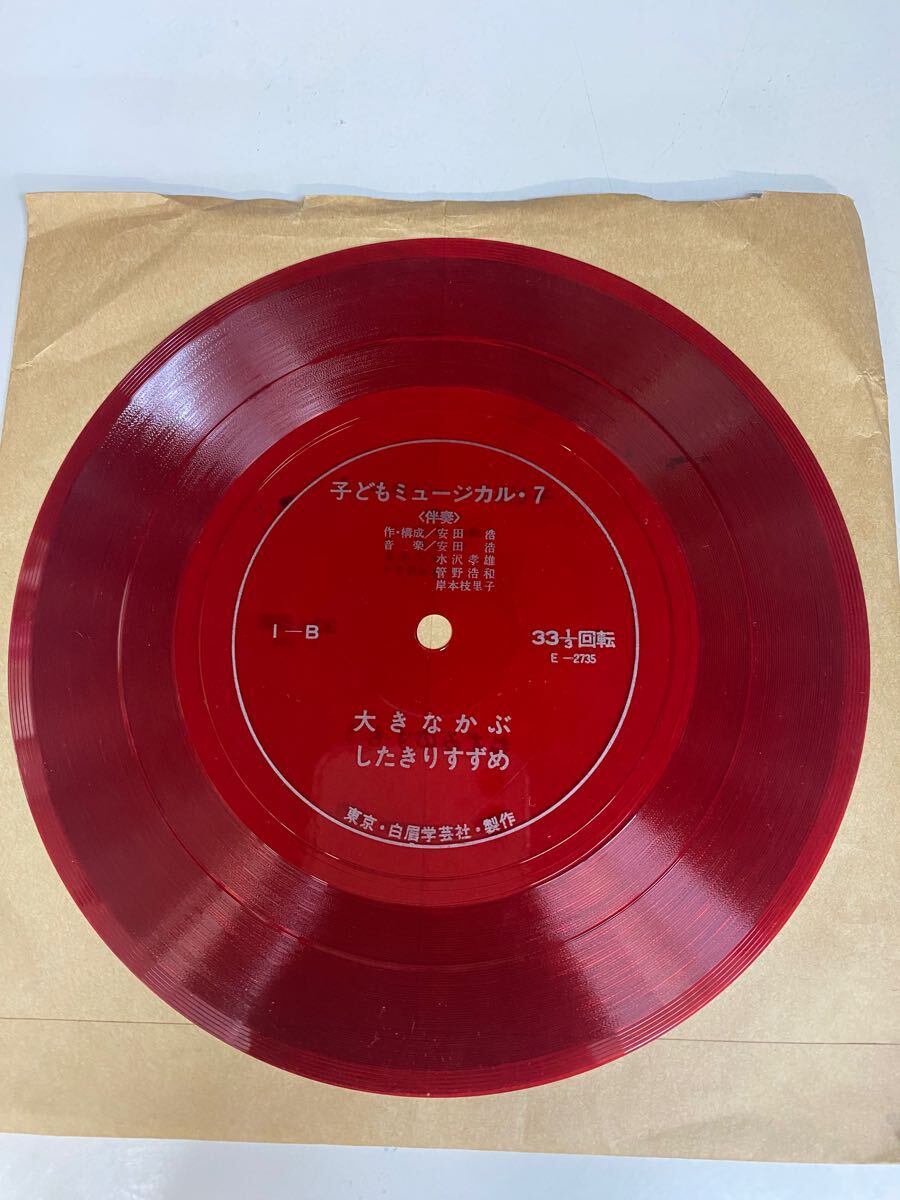 子どもミュージカル・7
〈伴奏〉
作・構成／安田 浩
音 楽／安田 浩
水沢孝雄
管野浩和
岸本枝里子
I—B
33 1/3 回転
E—2735
大きなかぶ
したきりすずめ
東京・白眉学芸社・製作